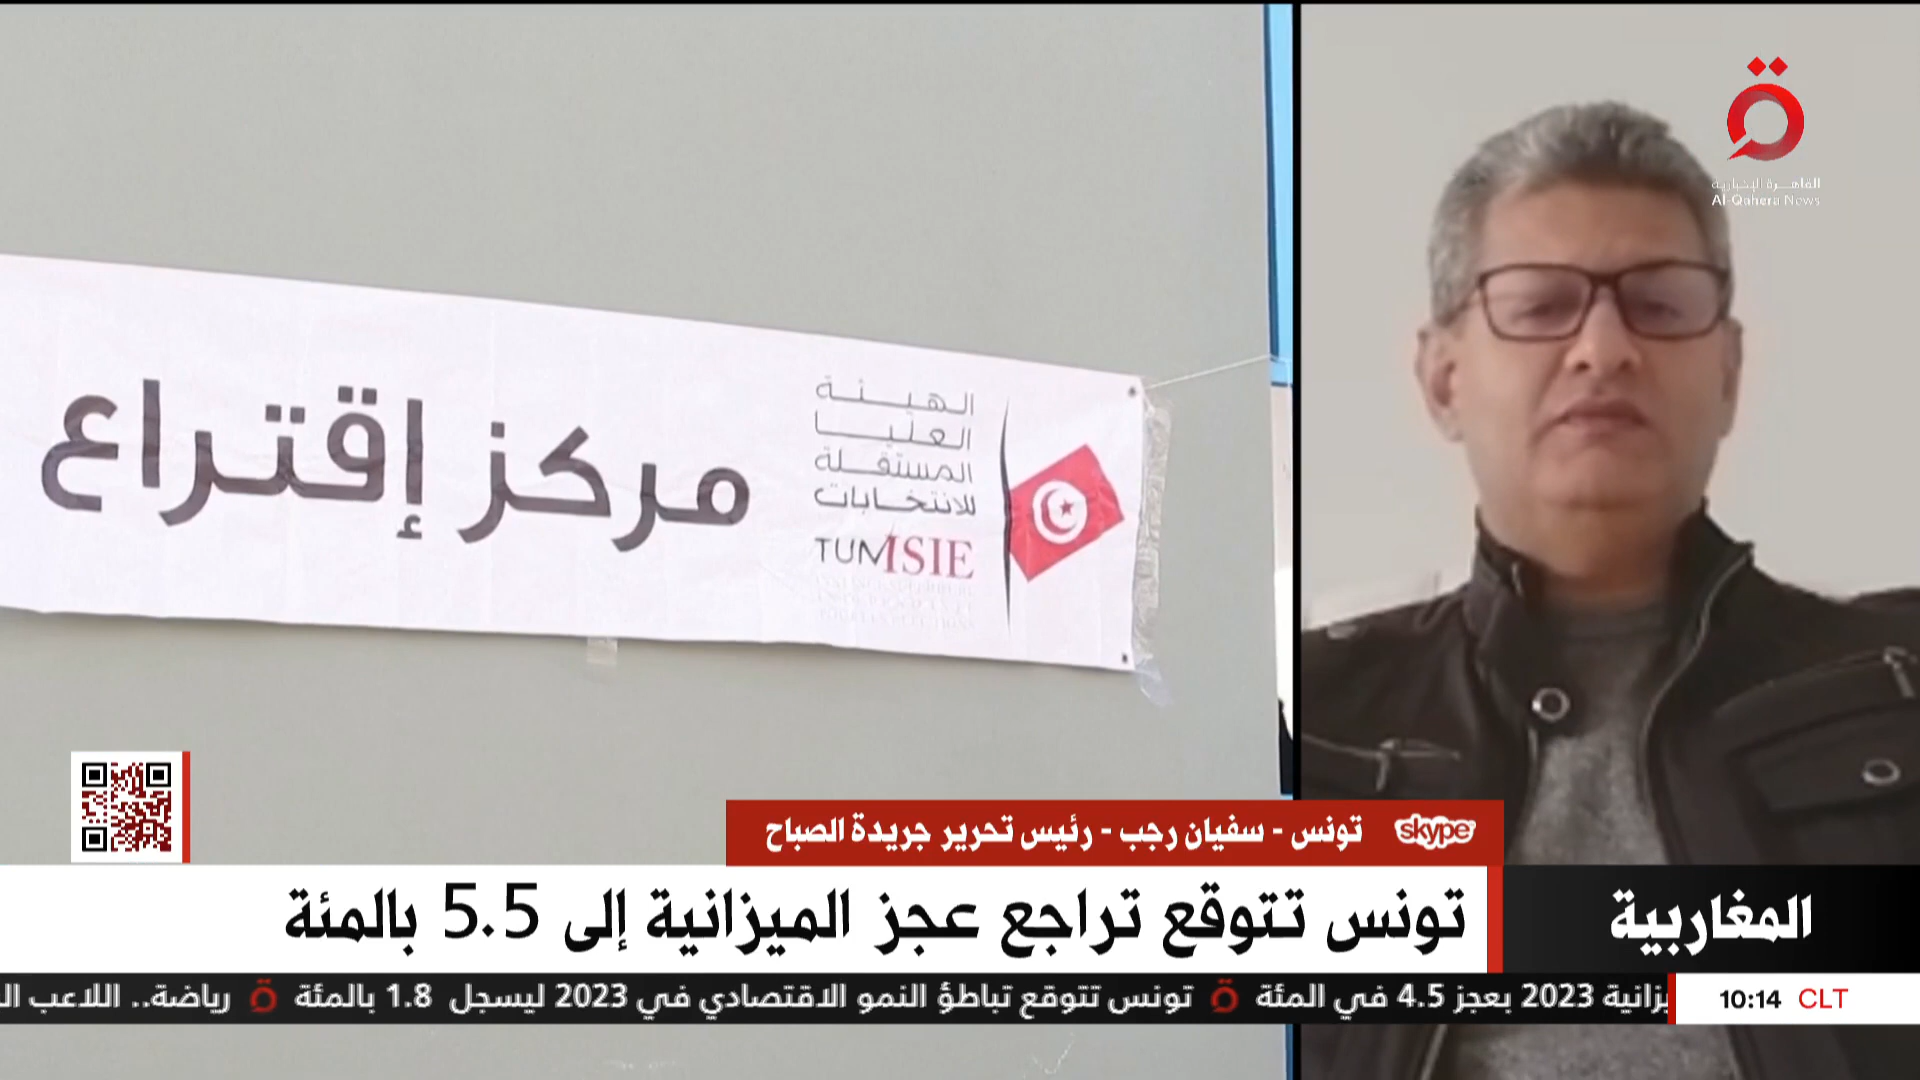 القاهرة الإخبارية
Al-Qahera News
الهيئة
العليا
المستقلة
للانتخابات
TUNISIE
مركز إقتراع
skype تونس - سفيان رجب - رئيس تحرير جريدة الصباح
المغاربية
تونس تتوقع تراجع عجز الميزانية إلى 5.5 بالمئة
10:14 CLT
2023 بعجز 4.5 في المئة تونس تتوقع تباطؤ النمو الاقتصادي في 2023 ليسجل 1.8 بالمئة رياضة.. اللاعب